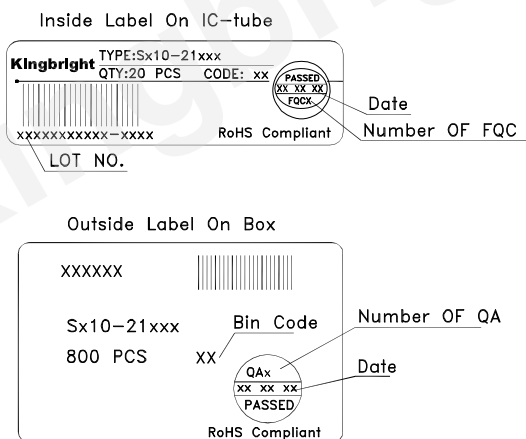 Inside Label On IC-tube
Kingbright
TYPE:Sx10-21xxx
QTY:20 PCS CODE: xx
PASSED
XX XX XX
FQCX
Date
Number OF FQC
xxxxxxxxxxx-xxxx
RoHS Compliant
LOT NO.
Outside Label On Box
XXXXXX
Sx10-21xxx
Bin Code
Number OF QA
800 PCS
XX
QAx
Date
XX XX XX
PASSED
RoHS Compliant